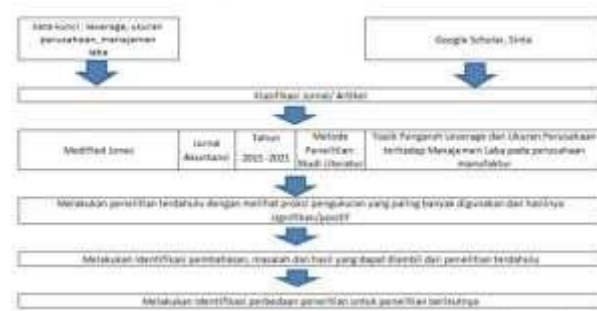 Kata kunci : leverage, ukuran
perusahaan, manajemen
laba
Google Scholar, Sinta
Klasifikasi Jurnal/ Artikel
Modified Jones
Jurnal
Akuntansi
Tahun
2015 -2021
Metode
Penelitian
Studi Literatur
Topik Pengaruh Leverage dan Ukuran Perusahaan
terhadap Manajemen Laba pada perusahaan
manufaktur
Melakukan penelitian terdahulu dengan melihat proksi pengukuran yang paling banyak digunakan dan hasilnya
signifikan/positif
Melakukan identifikasi pembahasan, masalah dan hasil yang dapat diambil dari penelitian terdahulu
Melakukan identifikasi perbedaan penelitian untuk penelitian berikutnya